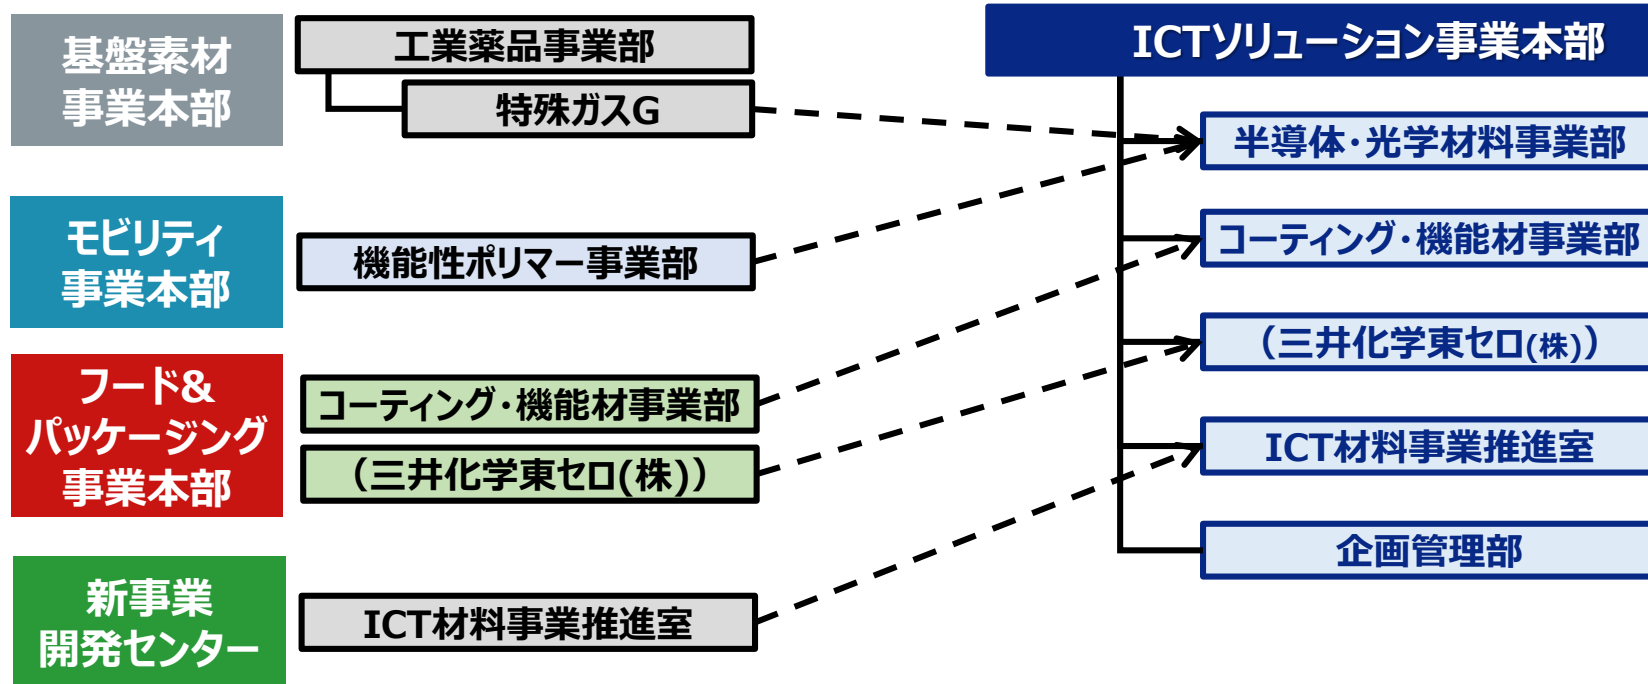 基盤素材
事業本部
工業薬品事業部
特殊ガスG
モビリティ
事業本部
機能性ポリマー事業部
フード&
パッケージング
事業本部
コーティング・機能材事業部
（三井化学東セロ(株)）
新事業
開発センター
ICT材料事業推進室
ICTソリューション事業本部
半導体・光学材料事業部
コーティング・機能材事業部
（三井化学東セロ(株)）
ICT材料事業推進室
企画管理部